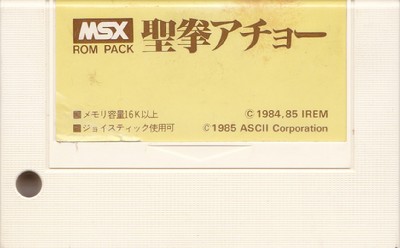 MSX
ROM PACK 聖拳アチョー
■メモリ容量16K以上 ©1984,85 IREM
■ジョイスティック使用可 ©1985 ASCII Corporation